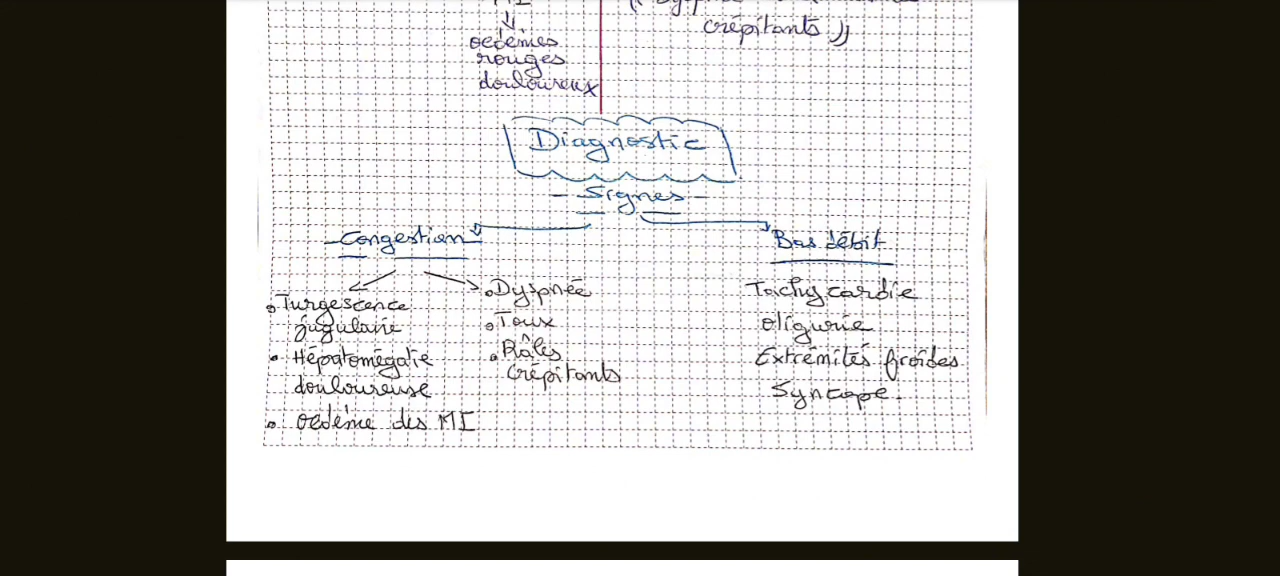 oedèmes
rouges
douloureux
crépitants ))
Diagnostic
- Signes -
Congestion
Bas débit
• Turgescence
jugulaire
• Hépatomégalie
douloureuse
• oedème des MI
• Dyspnée
• Toux
• Râles
Crépitants
Tachycardie
oligurie
Extrémités froides
Syncope.